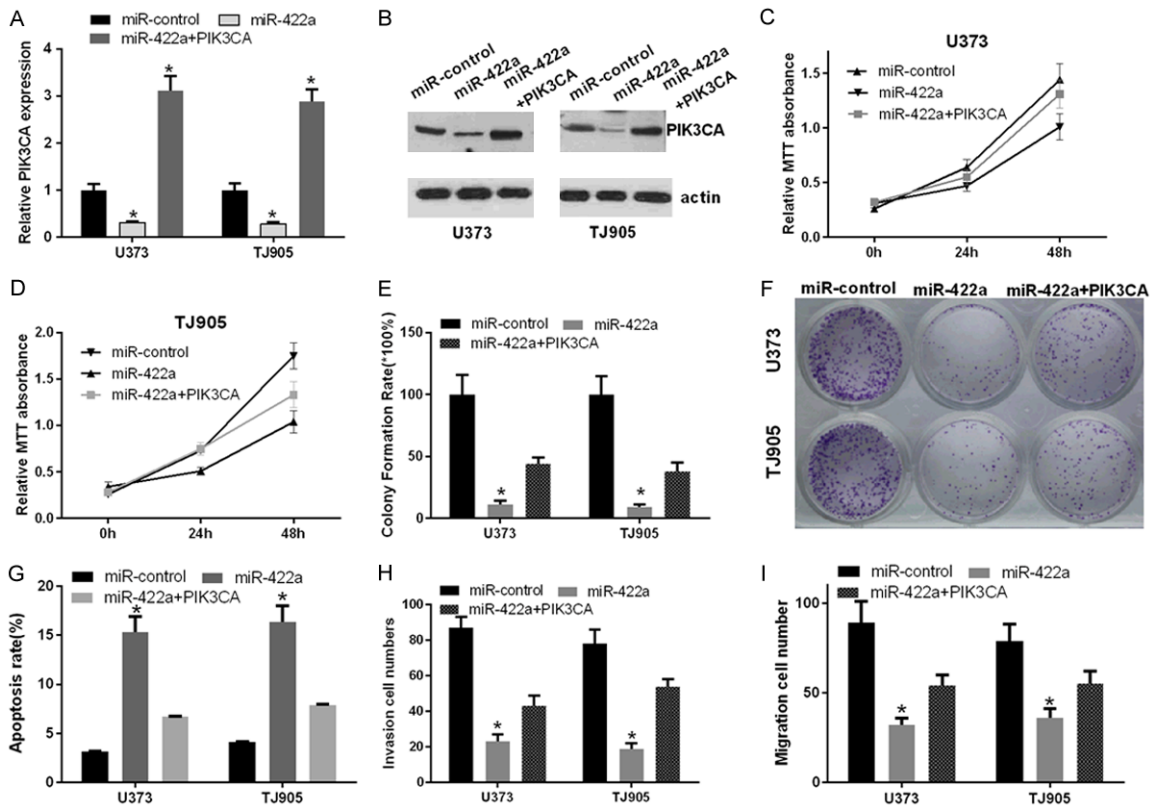 A
miR-control miR-422a
miR-422a+PIK3CA
Relative PIK3CA expression
4
3
2
1
0
* * * *
U373 TJ905
B
miR-control miR-422a miR-422a +PIK3CA miR-control miR-422a miR-422a +PIK3CA
PIK3CA
actin
U373 TJ905
C
U373
Relative MTT absorbance
miR-control
miR-422a
miR-422a+PIK3CA
1.5
1.0
0.5
0.0
0h 24h 48h
D
TJ905
Relative MTT absorbance
miR-control
miR-422a
miR-422a+PIK3CA
2.0
1.5
1.0
0.5
0.0
0h 24h 48h
E
miR-control miR-422a
miR-422a+PIK3CA
Colony Formation Rate(*100%)
150
100
50
0
* *
U373 TJ905
F
miR-control miR-422a miR-422a+PIK3CA
U373
TJ905
G
miR-control miR-422a
miR-422a+PIK3CA
Apoptosis rate(%)
20
15
10
5
0
* *
U373 TJ905
H
miR-control miR-422a
miR-422a+PIK3CA
Invasion cell numbers
100
80
60
40
20
0
* *
U373 TJ905
I
miR-control miR-422a
miR-422a+PIK3CA
Migration cell number
100
50
0
* *
U373 TJ905